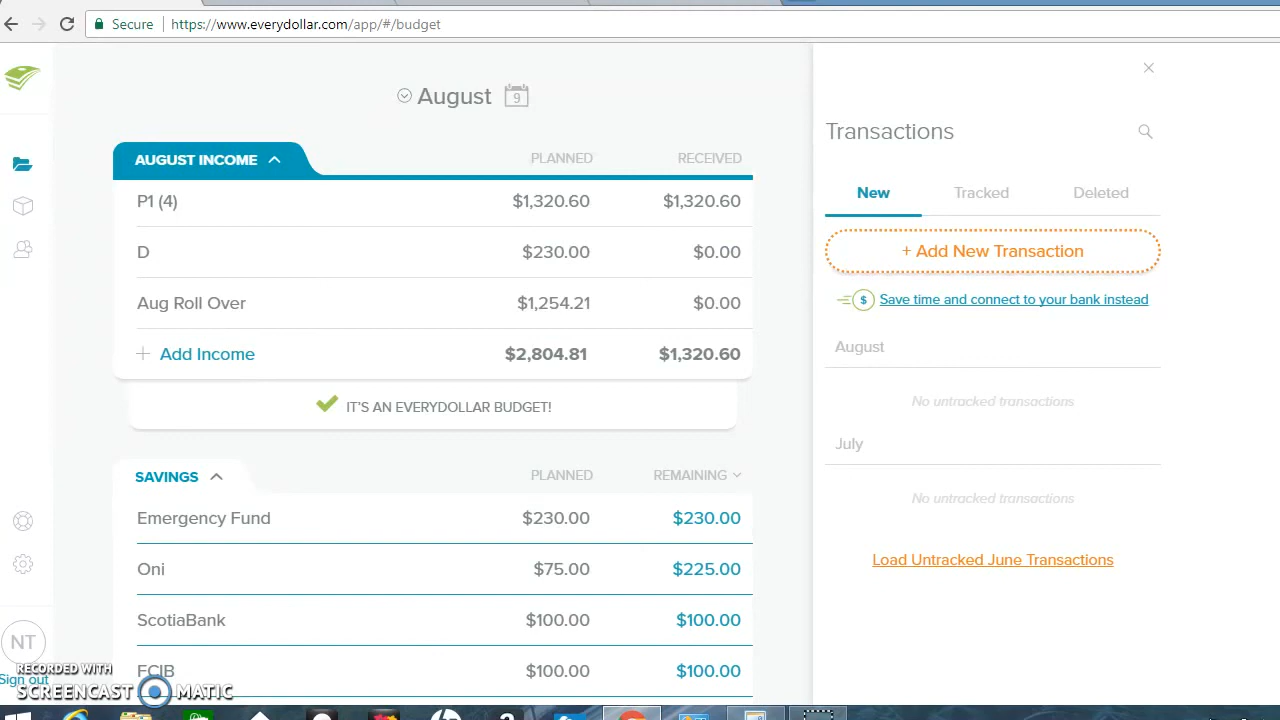 Secure https://www.everydollar.com/app/#/budget
August 9
AUGUST INCOME PLANNED RECEIVED
P1 (4) $1,320.60 $1,320.60
D $230.00 $0.00
Aug Roll Over $1,254.21 $0.00
+ Add Income $2,804.81 $1,320.60
IT'S AN EVERYDOLLAR BUDGET!
SAVINGS PLANNED REMAINING
Emergency Fund $230.00 $230.00
Oni $75.00 $225.00
ScotiaBank $100.00 $100.00
FCIB $100.00 $100.00
Transactions
New Tracked Deleted
+ Add New Transaction
$ Save time and connect to your bank instead
August
No untracked transactions
July
No untracked transactions
Load Untracked June Transactions
NT
Sign out
RECORDED WITH
SCREENCAST MATIC